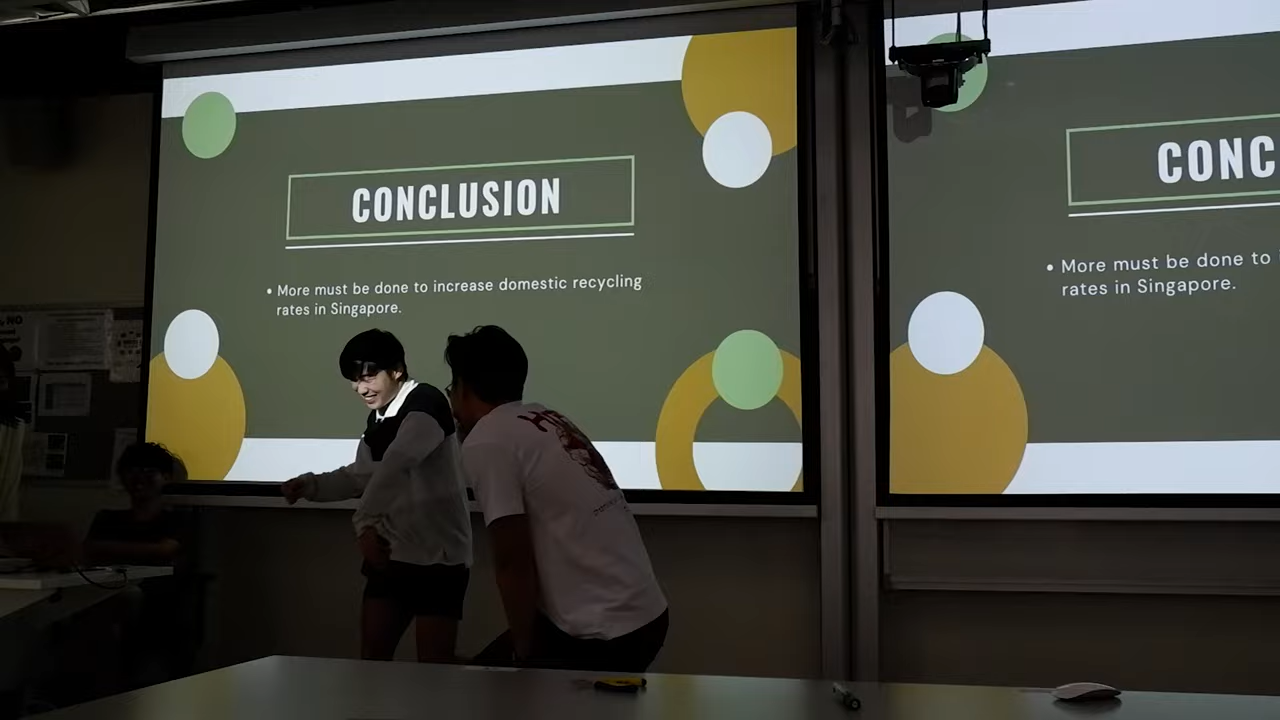 CONCLUSION
• More must be done to increase domestic recycling
rates in Singapore.
CONC
• More must be done to
rates in Singapore.
NO